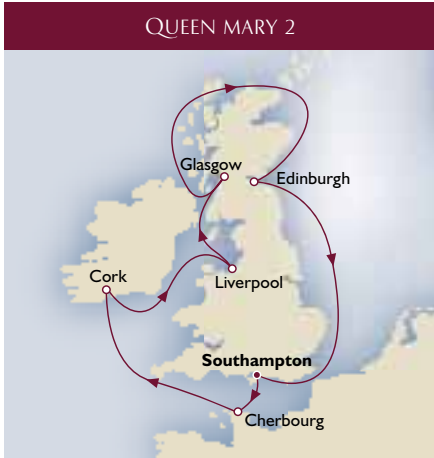 QUEEN MARY 2
Glasgow
Edinburgh
Cork
Liverpool
Southampton
Cherbourg